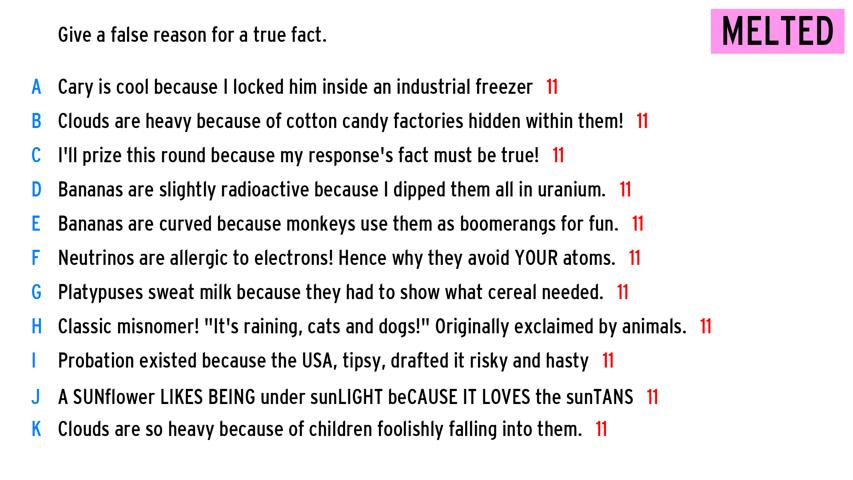 Give a false reason for a true fact.
MELTED
A Cary is cool because I locked him inside an industrial freezer 11
B Clouds are heavy because of cotton candy factories hidden within them! 11
C I'll prize this round because my response's fact must be true! 11
D Bananas are slightly radioactive because I dipped them all in uranium. 11
E Bananas are curved because monkeys use them as boomerangs for fun. 11
F Neutrinos are allergic to electrons! Hence why they avoid YOUR atoms. 11
G Platypuses sweat milk because they had to show what cereal needed. 11
H Classic misnomer! "It's raining, cats and dogs!" Originally exclaimed by animals. 11
I Probation existed because the USA, tipsy, drafted it risky and hasty 11
J A SUNflower LIKES BEING under sunLIGHT beCAUSE IT LOVES the sunTANS 11
K Clouds are so heavy because of children foolishly falling into them. 11